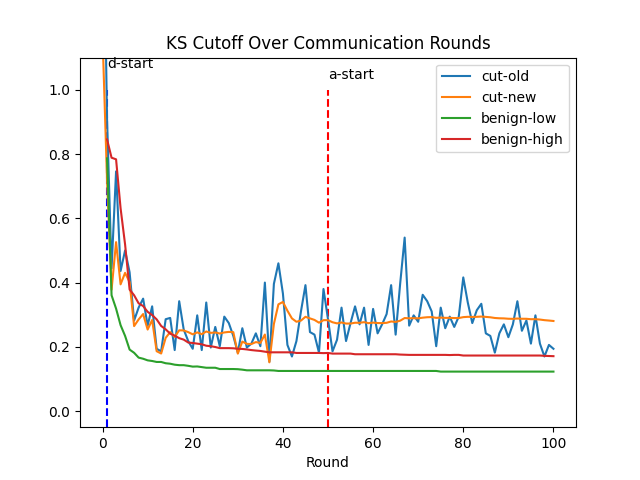 KS Cutoff Over Communication Rounds
d-start
a-start
cut-old
cut-new
benign-low
benign-high
1.0
0.8
0.6
0.4
0.2
0.0
0
20
40
60
80
100
Round